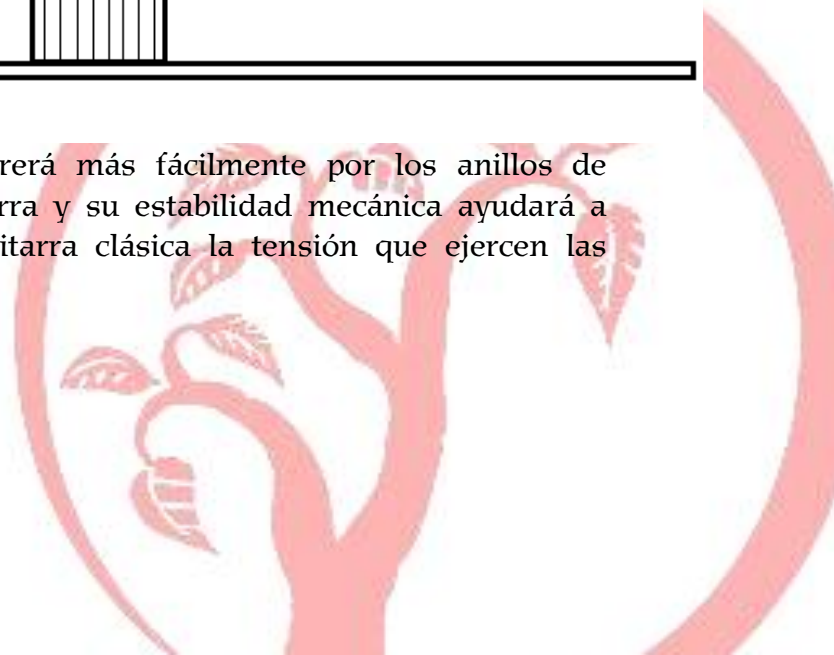 rerá más fácilmente por los anillos de
rra y su estabilidad mecánica ayudará a
itarra clásica la tensión que ejercen las